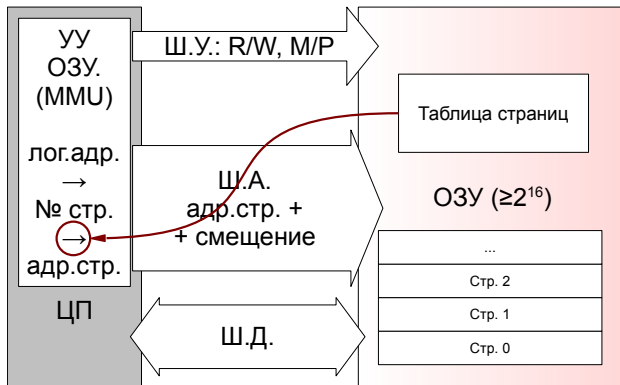 УУ
ОЗУ.
(MMU)
лог.адр.
→
№ стр.
→
адр.стр.
ЦП
Ш.У.: R/W, M/P
Ш.А.
адр.стр. +
+ смещение
Ш.Д.
Таблица страниц
ОЗУ (≥2¹⁶)
...
Стр. 2
Стр. 1
Стр. 0